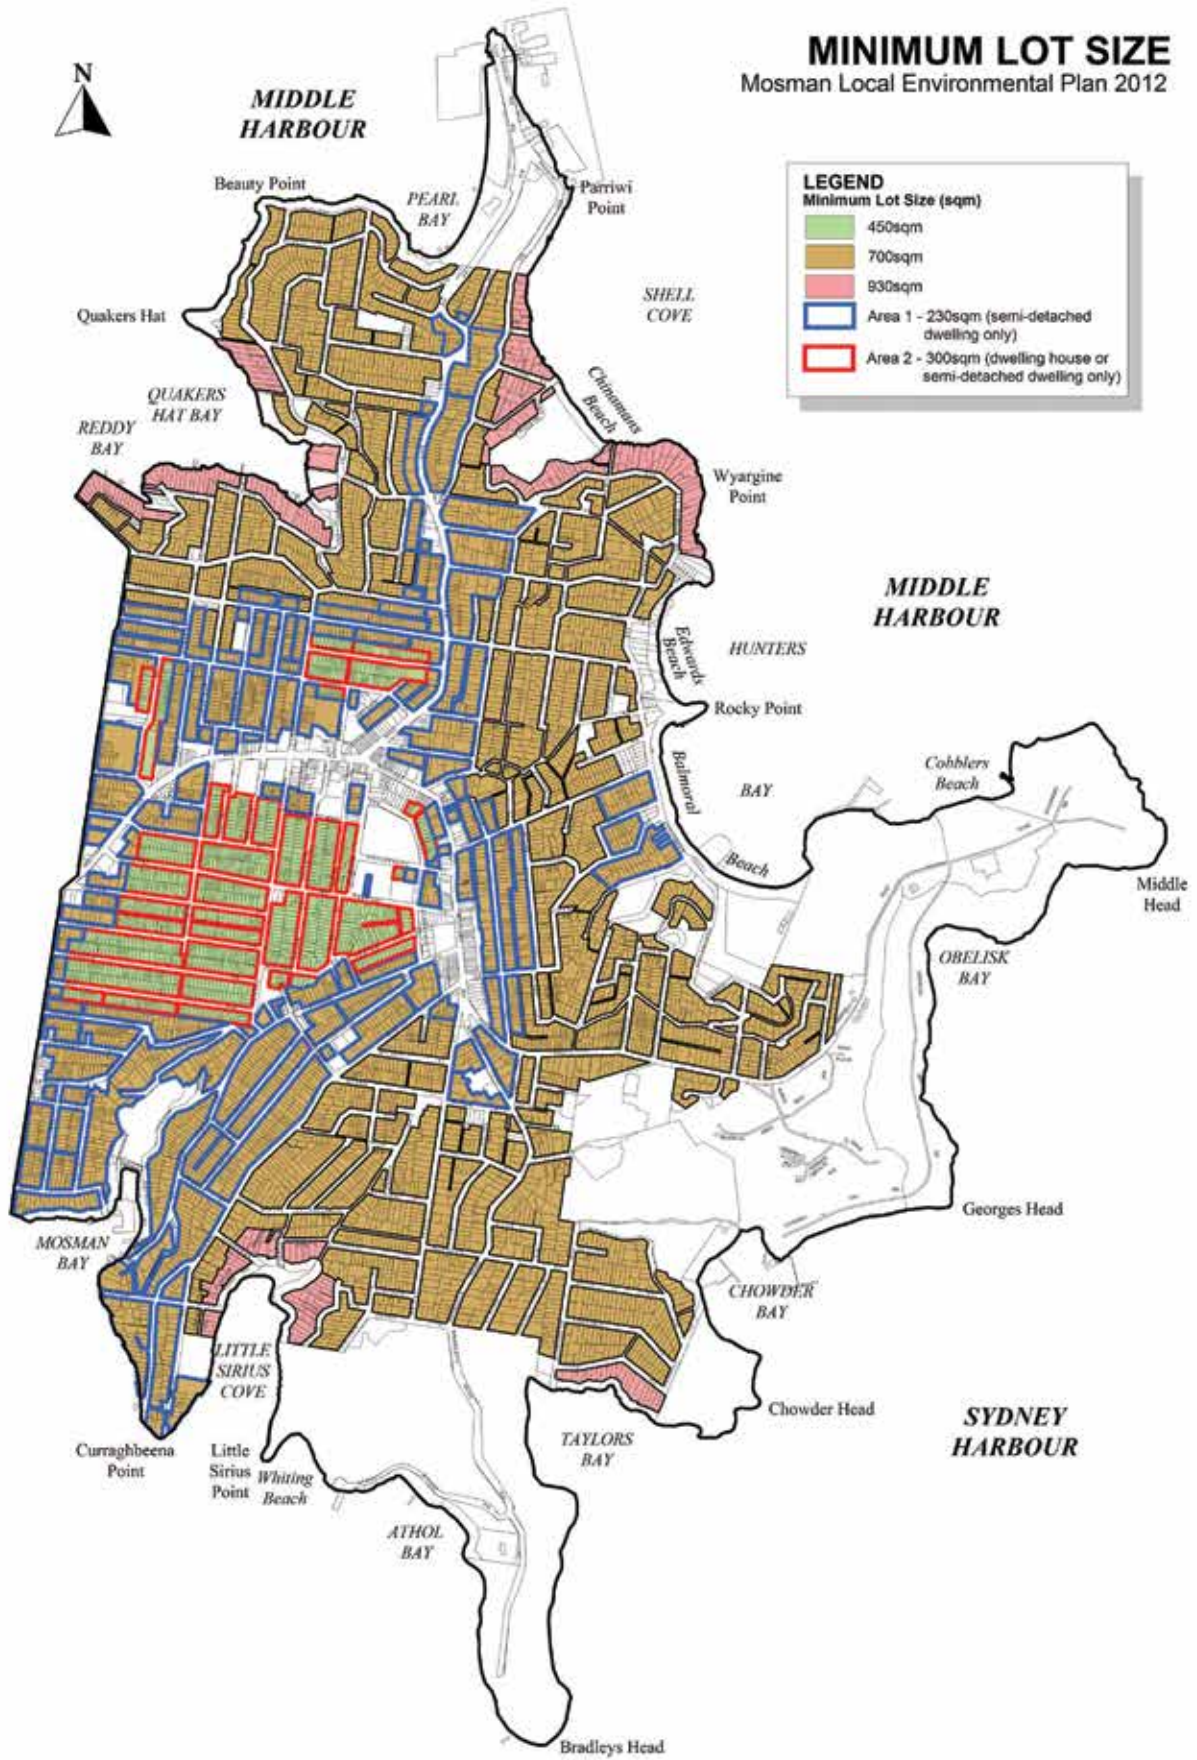 MINIMUM LOT SIZE
Mosman Local Environmental Plan 2012
N
MIDDLE
HARBOUR
Beauty Point
PEARL
BAY
Parriwi
Point
LEGEND
Minimum Lot Size (sqm)
450sqm
700sqm
930sqm
Area 1 - 230sqm (semi-detached
dwelling only)
Area 2 - 300sqm (dwelling house or
semi-detached dwelling only)
SHELL
COVE
Quakers Hat
QUAKERS
HAT BAY
REDDY
BAY
Chinamans
Beach
Wyargine
Point
MIDDLE
HARBOUR
Edwards
Beach
HUNTERS
Rocky Point
Balmoral
BAY
Beach
Cobblers
Beach
Middle
Head
OBELISK
BAY
Georges Head
MOSMAN
BAY
CHOWDER
BAY
LITTLE
SIRIUS
COVE
Chowder Head
SYDNEY
HARBOUR
TAYLORS
BAY
Curraghbeena
Point
Little
Sirius
Point
Whiting
Beach
ATHOL
BAY
Bradleys Head